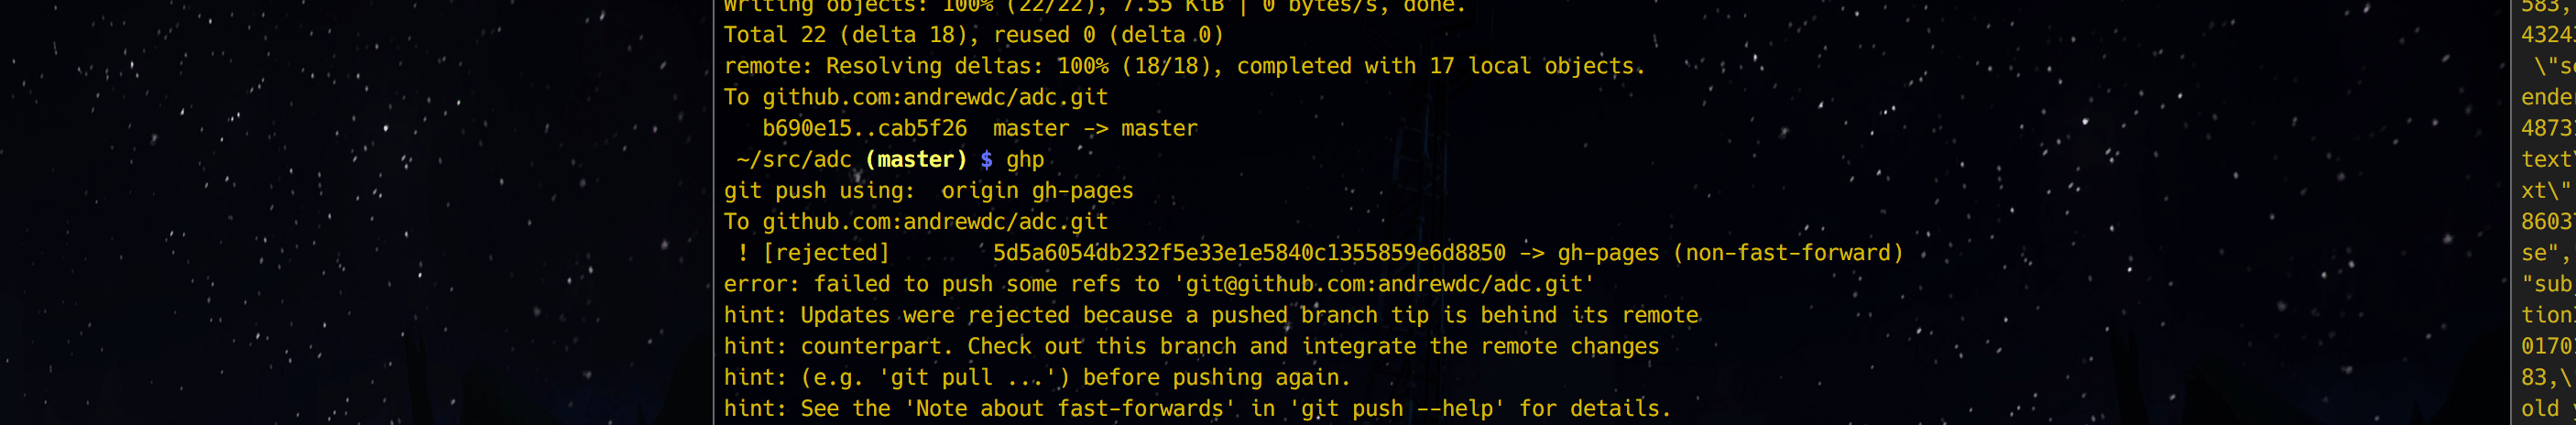 Writing objects: 100% (22/22), 7.55 KiB | 0 bytes/s, done.
Total 22 (delta 18), reused 0 (delta 0)
remote: Resolving deltas: 100% (18/18), completed with 17 local objects.
To github.com:andrewdc/adc.git
   b690e15..cab5f26  master -> master
 ~/src/adc (master) $ ghp
git push using:  origin gh-pages
To github.com:andrewdc/adc.git
 ! [rejected]        5d5a6054db232f5e33e1e5840c1355859e6d8850 -> gh-pages (non-fast-forward)
error: failed to push some refs to 'git@github.com:andrewdc/adc.git'
hint: Updates were rejected because a pushed branch tip is behind its remote
hint: counterpart. Check out this branch and integrate the remote changes
hint: (e.g. 'git pull ...') before pushing again.
hint: See the 'Note about fast-forwards' in 'git push --help' for details.
583,
4324
\"s
ende
4873
text\
xt\"
8603
se",
"sub
tion
0170
83,\
old